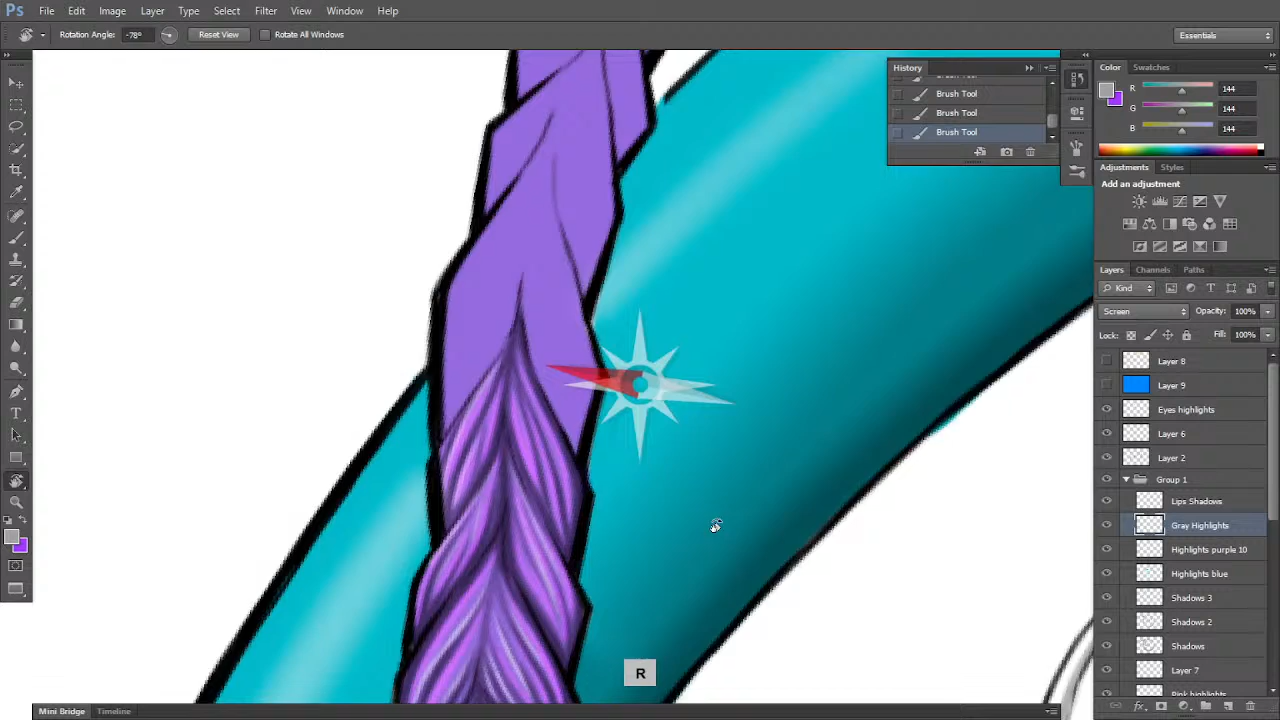 Ps File Edit Image Layer Type Select Filter View Window Help
Rotation Angle: -78° Reset View Rotate All Windows Essentials
History
Brush Tool
Brush Tool
Brush Tool
Brush Tool
Color Swatches
R 144
G 144
B 144
Adjustments Styles
Add an adjustment
Layers Channels Paths
Kind
Screen Opacity: 100%
Lock: Fill: 100%
Layer 8
Layer 9
Eyes highlights
Layer 6
Layer 2
Group 1
Lips Shadows
Gray Highlights
Highlights purple 10
Highlights blue
Shadows 3
Shadows 2
Shadows
Layer 7
Pink highlights
R
Mini Bridge Timeline